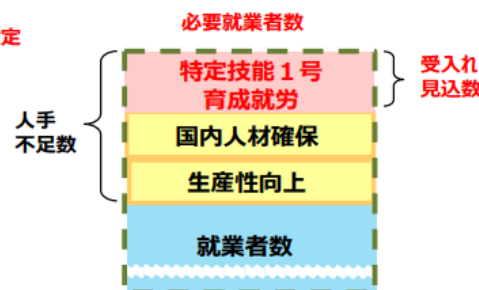 必要就業者数
定
特定技能１号
育成就労
受入れ
見込数
人手
不足数
国内人材確保
生産性向上
就業者数